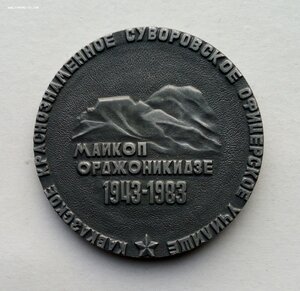 КАВКАЗСКОЕ КРАСНОЗНАМЕННОЕ СУВОРОВСКОЕ ОФИЦЕРСКОЕ УЧИЛИЩЕ
МАЙКОП
ОРДЖОНИКИДЗЕ
1943-1983